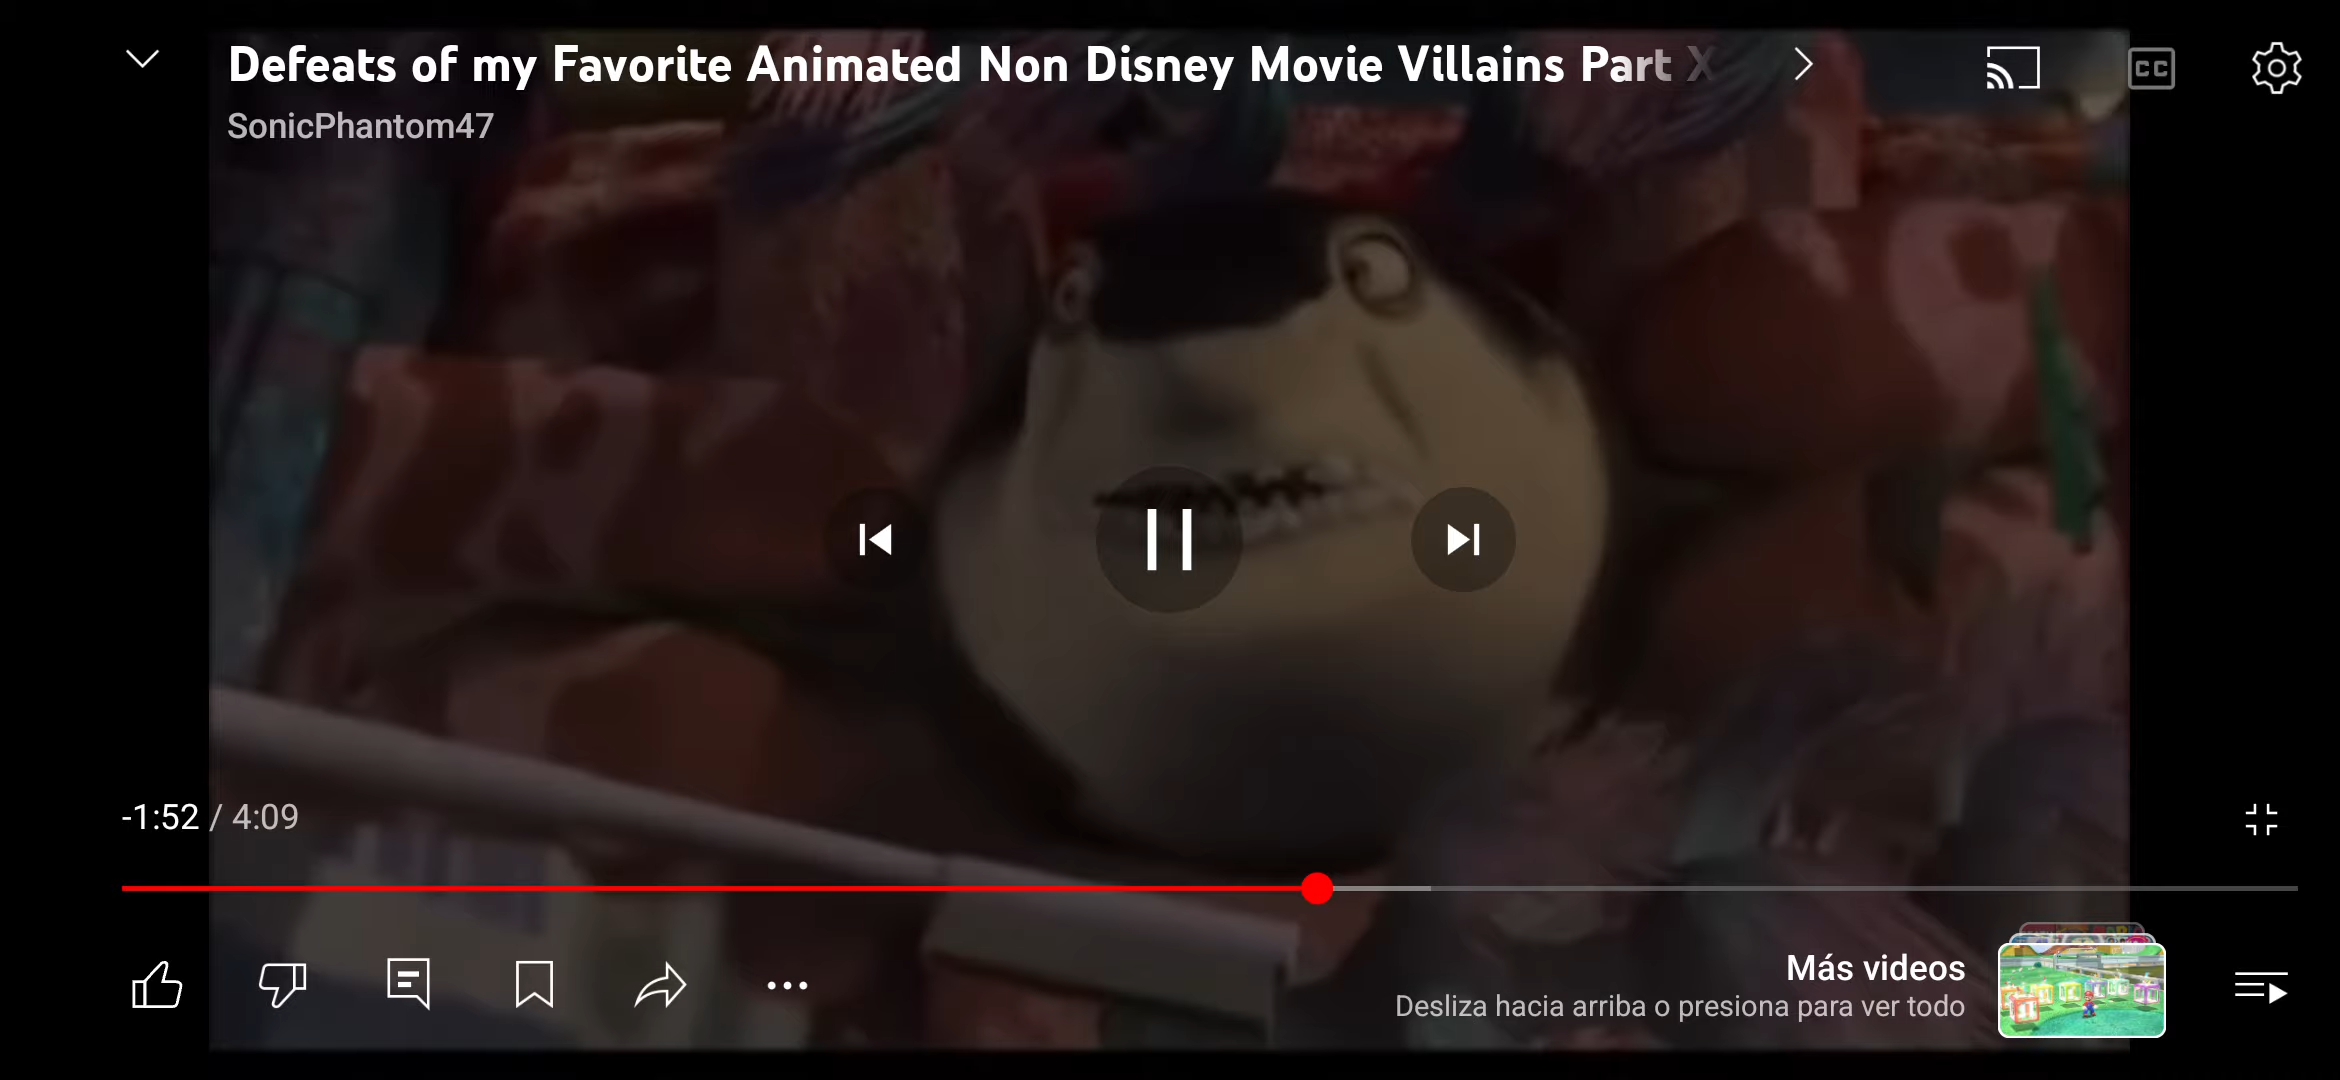 Defeats of my Favorite Animated Non Disney Movie Villains Part X
SonicPhantom47
CC
-1:52 / 4:09
Más videos
Desliza hacia arriba o presiona para ver todo